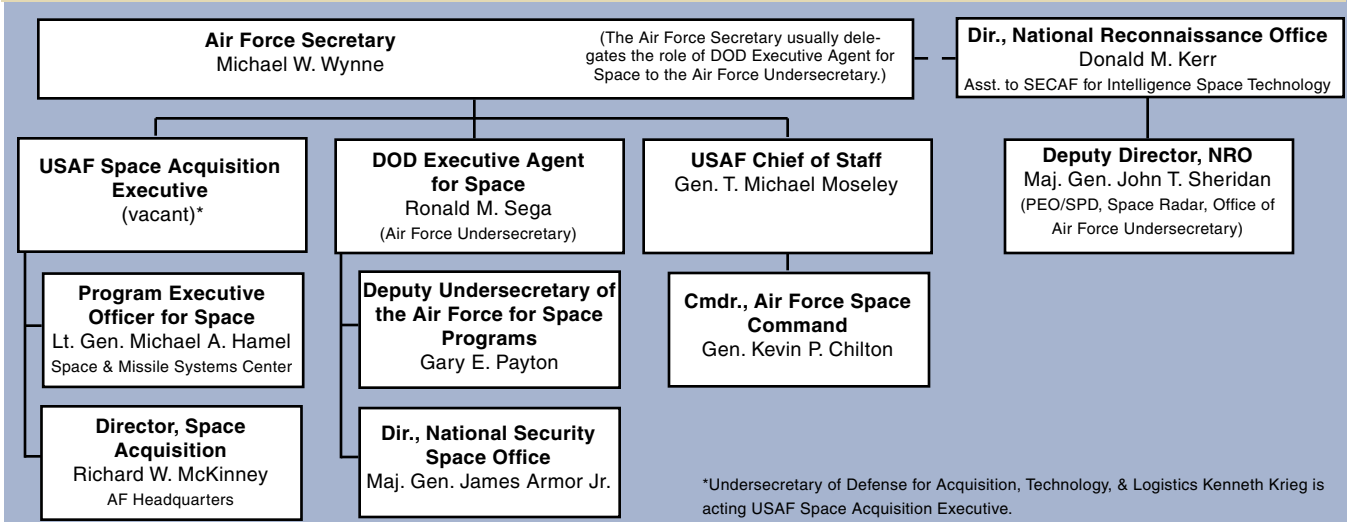 Air Force Secretary
Michael W. Wynne
(The Air Force Secretary usually dele-
gates the role of DOD Executive Agent for
Space to the Air Force Undersecretary.)
Dir., National Reconnaissance Office
Donald M. Kerr
Asst. to SECAF for Intelligence Space Technology
USAF Space Acquisition
Executive
(vacant)*
DOD Executive Agent
for Space
Ronald M. Sega
(Air Force Undersecretary)
USAF Chief of Staff
Gen. T. Michael Moseley
Deputy Director, NRO
Maj. Gen. John T. Sheridan
(PEO/SPD, Space Radar, Office of
Air Force Undersecretary)
Program Executive
Officer for Space
Lt. Gen. Michael A. Hamel
Space & Missile Systems Center
Deputy Undersecretary of
the Air Force for Space
Programs
Gary E. Payton
Cmdr., Air Force Space
Command
Gen. Kevin P. Chilton
Director, Space
Acquisition
Richard W. McKinney
AF Headquarters
Dir., National Security
Space Office
Maj. Gen. James Armor Jr.
*Undersecretary of Defense for Acquisition, Technology, & Logistics Kenneth Krieg is
acting USAF Space Acquisition Executive.